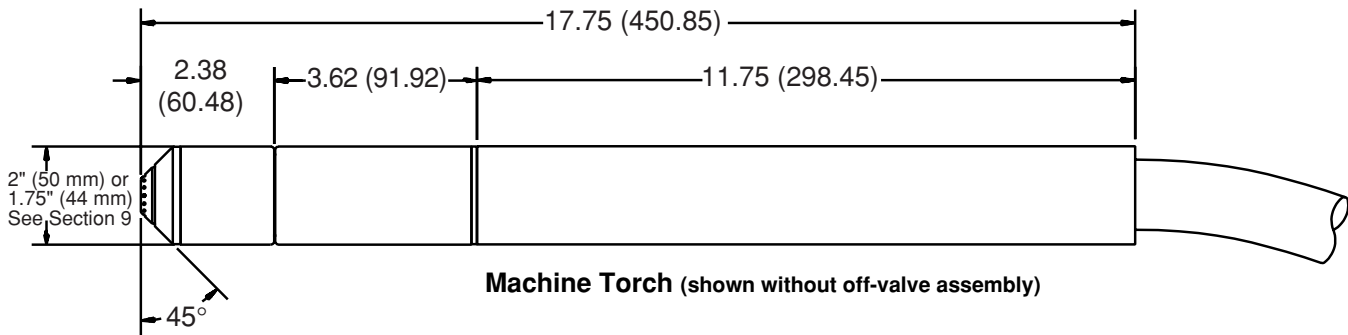 17.75 (450.85)
2.38
(60.48)
3.62 (91.92)
11.75 (298.45)
2" (50 mm) or
1.75" (44 mm)
See Section 9
Machine Torch (shown without off-valve assembly)
45°